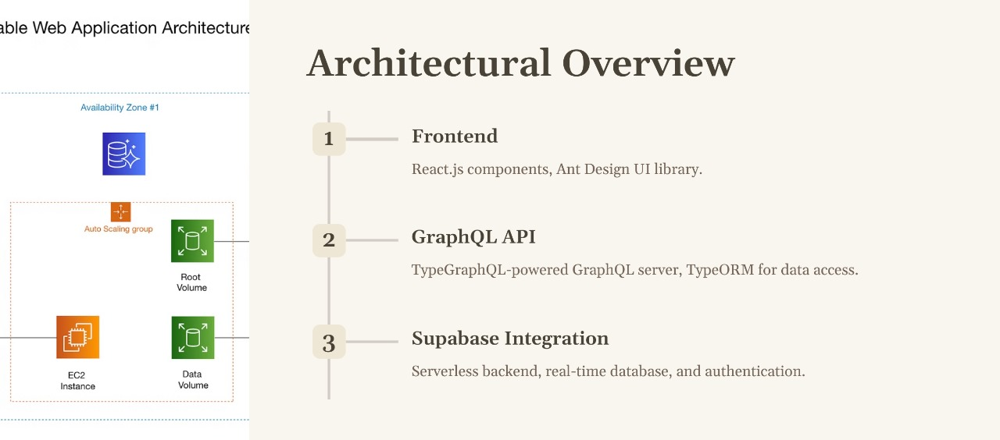 able Web Application Architecture
Availability Zone #1
Auto Scaling group
Root
Volume
EC2
Instance
Data
Volume
Architectural Overview
1
Frontend
React.js components, Ant Design UI library.
2
GraphQL API
TypeGraphQL-powered GraphQL server, TypeORM for data access.
3
Supabase Integration
Serverless backend, real-time database, and authentication.